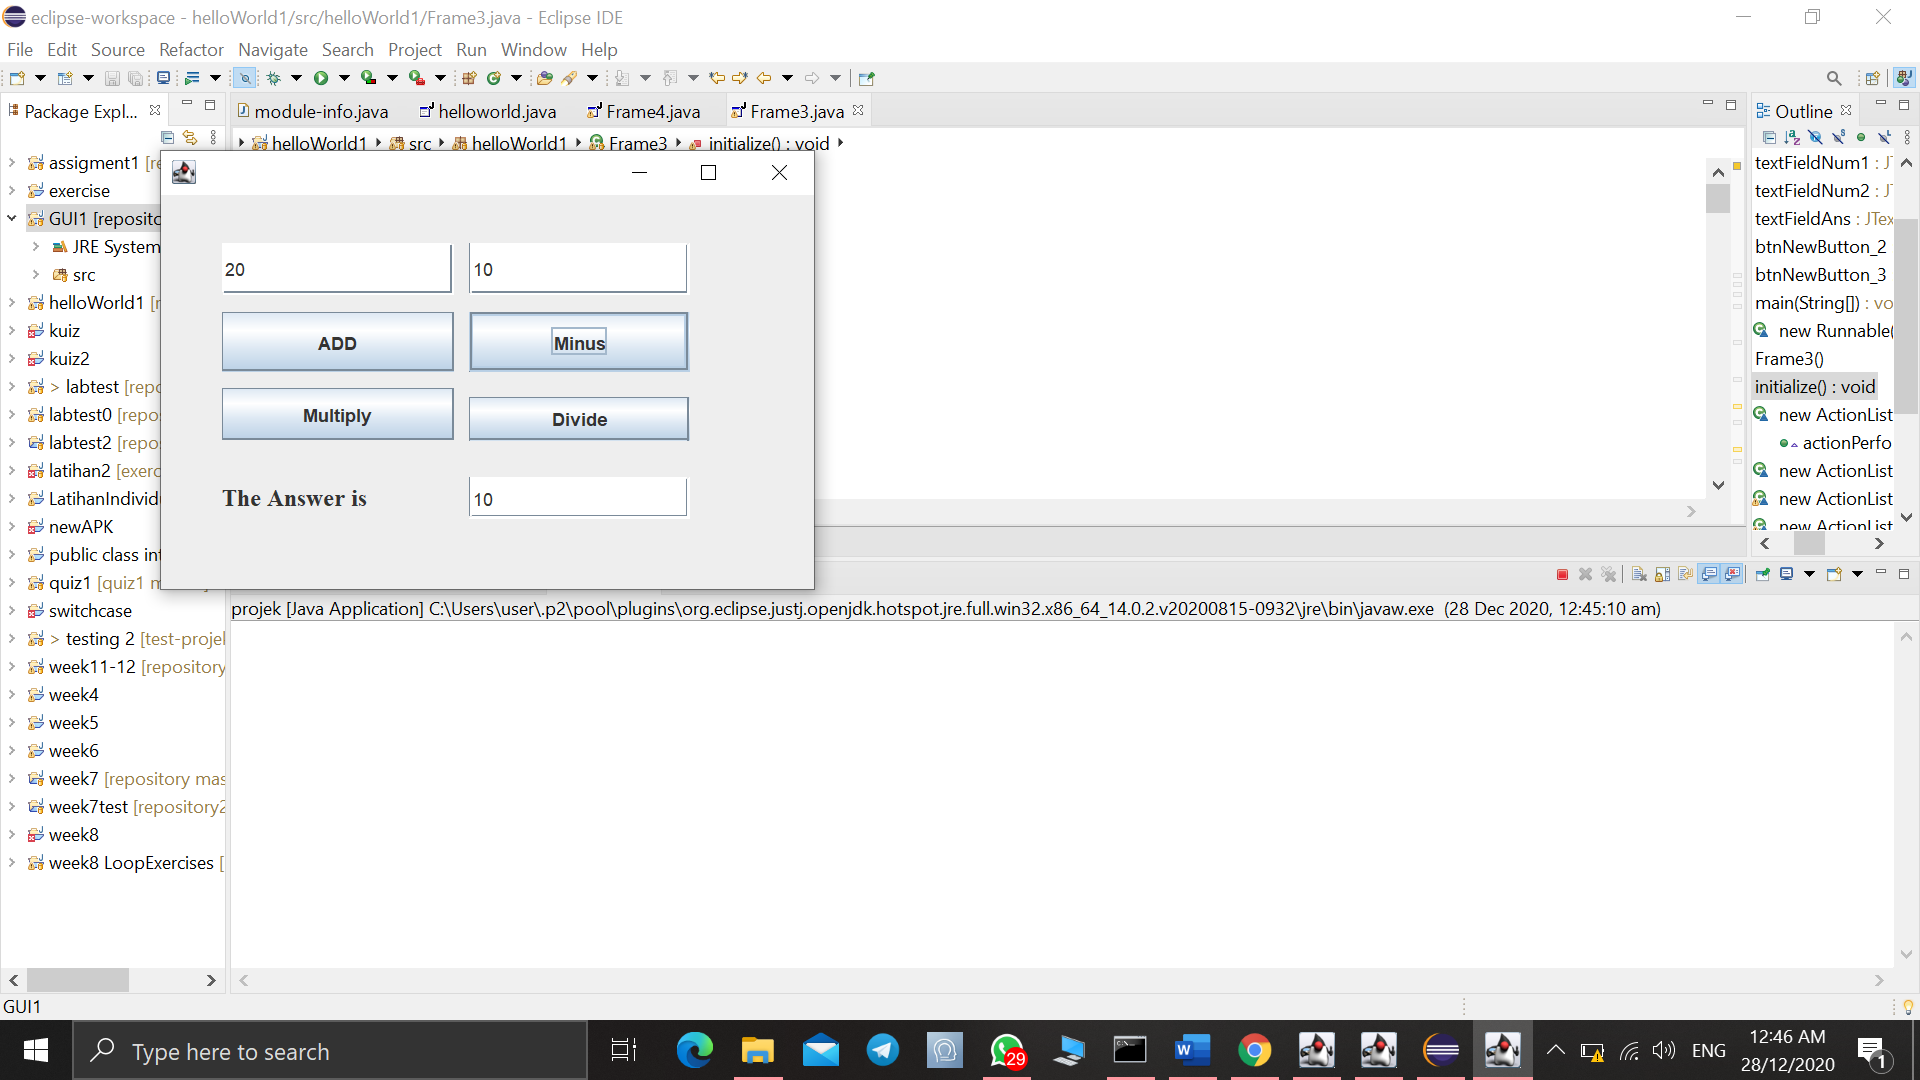 eclipse-workspace - helloWorld1/src/helloWorld1/Frame3.java - Eclipse IDE
File Edit Source Refactor Navigate Search Project Run Window Help
Package Expl...
module-info.java helloworld.java Frame4.java Frame3.java
Outline
helloWorld1 src helloWorld1 Frame3 initialize() : void
assigment1 [re
exercise
GUI1 [reposito
JRE System
src
helloWorld1 [r
kuiz
kuiz2
> labtest [repo
labtest0 [repo
labtest2 [repo
latihan2 [exerc
LatihanIndividu
newAPK
public class int
quiz1 [quiz1 m
switchcase
> testing 2 [test-projel
week11-12 [repository
week4
week5
week6
week7 [repository mas
week7test [repository2
week8
week8 LoopExercises [
20 10
ADD Minus
Multiply Divide
The Answer is 10
textFieldNum1 : JT
textFieldNum2 : JT
textFieldAns : JTex
btnNewButton_2
btnNewButton_3
main(String[]) : vo
new Runnable(
Frame3()
initialize() : void
new ActionList
actionPerfo
new ActionList
new ActionList
new ActionList
projek [Java Application] C:\Users\user\.p2\pool\plugins\org.eclipse.justj.openjdk.hotspot.jre.full.win32.x86_64_14.0.2.v20200815-0932\jre\bin\javaw.exe (28 Dec 2020, 12:45:10 am)
GUI1
Type here to search
29
ENG
12:46 AM
28/12/2020
1